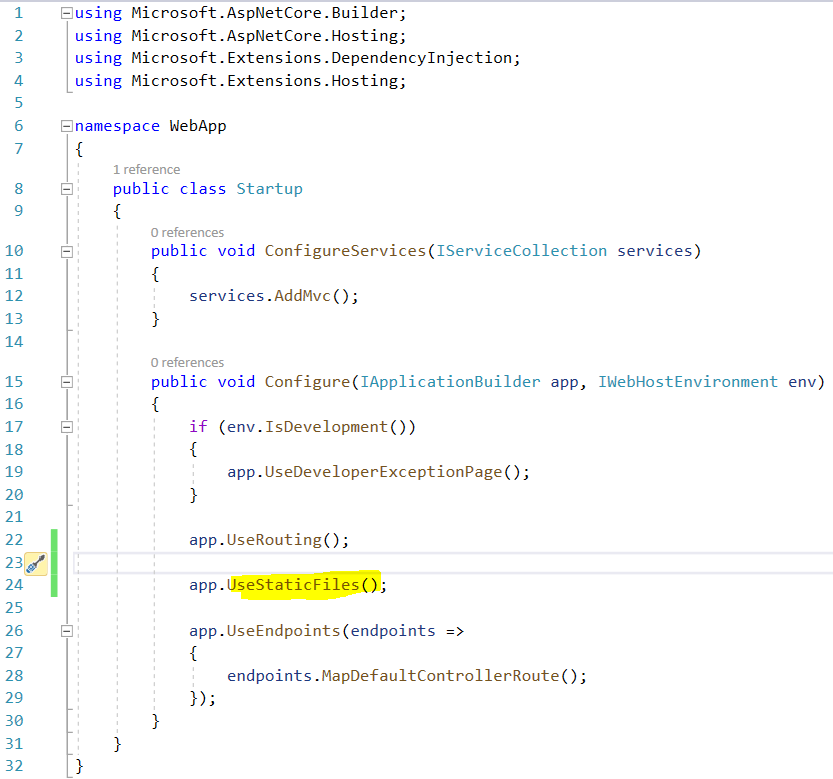 1 using Microsoft.AspNetCore.Builder;
2 using Microsoft.AspNetCore.Hosting;
3 using Microsoft.Extensions.DependencyInjection;
4 using Microsoft.Extensions.Hosting;
5
6 namespace WebApp
7 {
1 reference
8 public class Startup
9 {
0 references
10 public void ConfigureServices(IServiceCollection services)
11 {
12 services.AddMvc();
13 }
14
0 references
15 public void Configure(IApplicationBuilder app, IWebHostEnvironment env)
16 {
17 if (env.IsDevelopment())
18 {
19 app.UseDeveloperExceptionPage();
20 }
21
22 app.UseRouting();
23
24 app.UseStaticFiles();
25
26 app.UseEndpoints(endpoints =>
27 {
28 endpoints.MapDefaultControllerRoute();
29 });
30 }
31 }
32 }